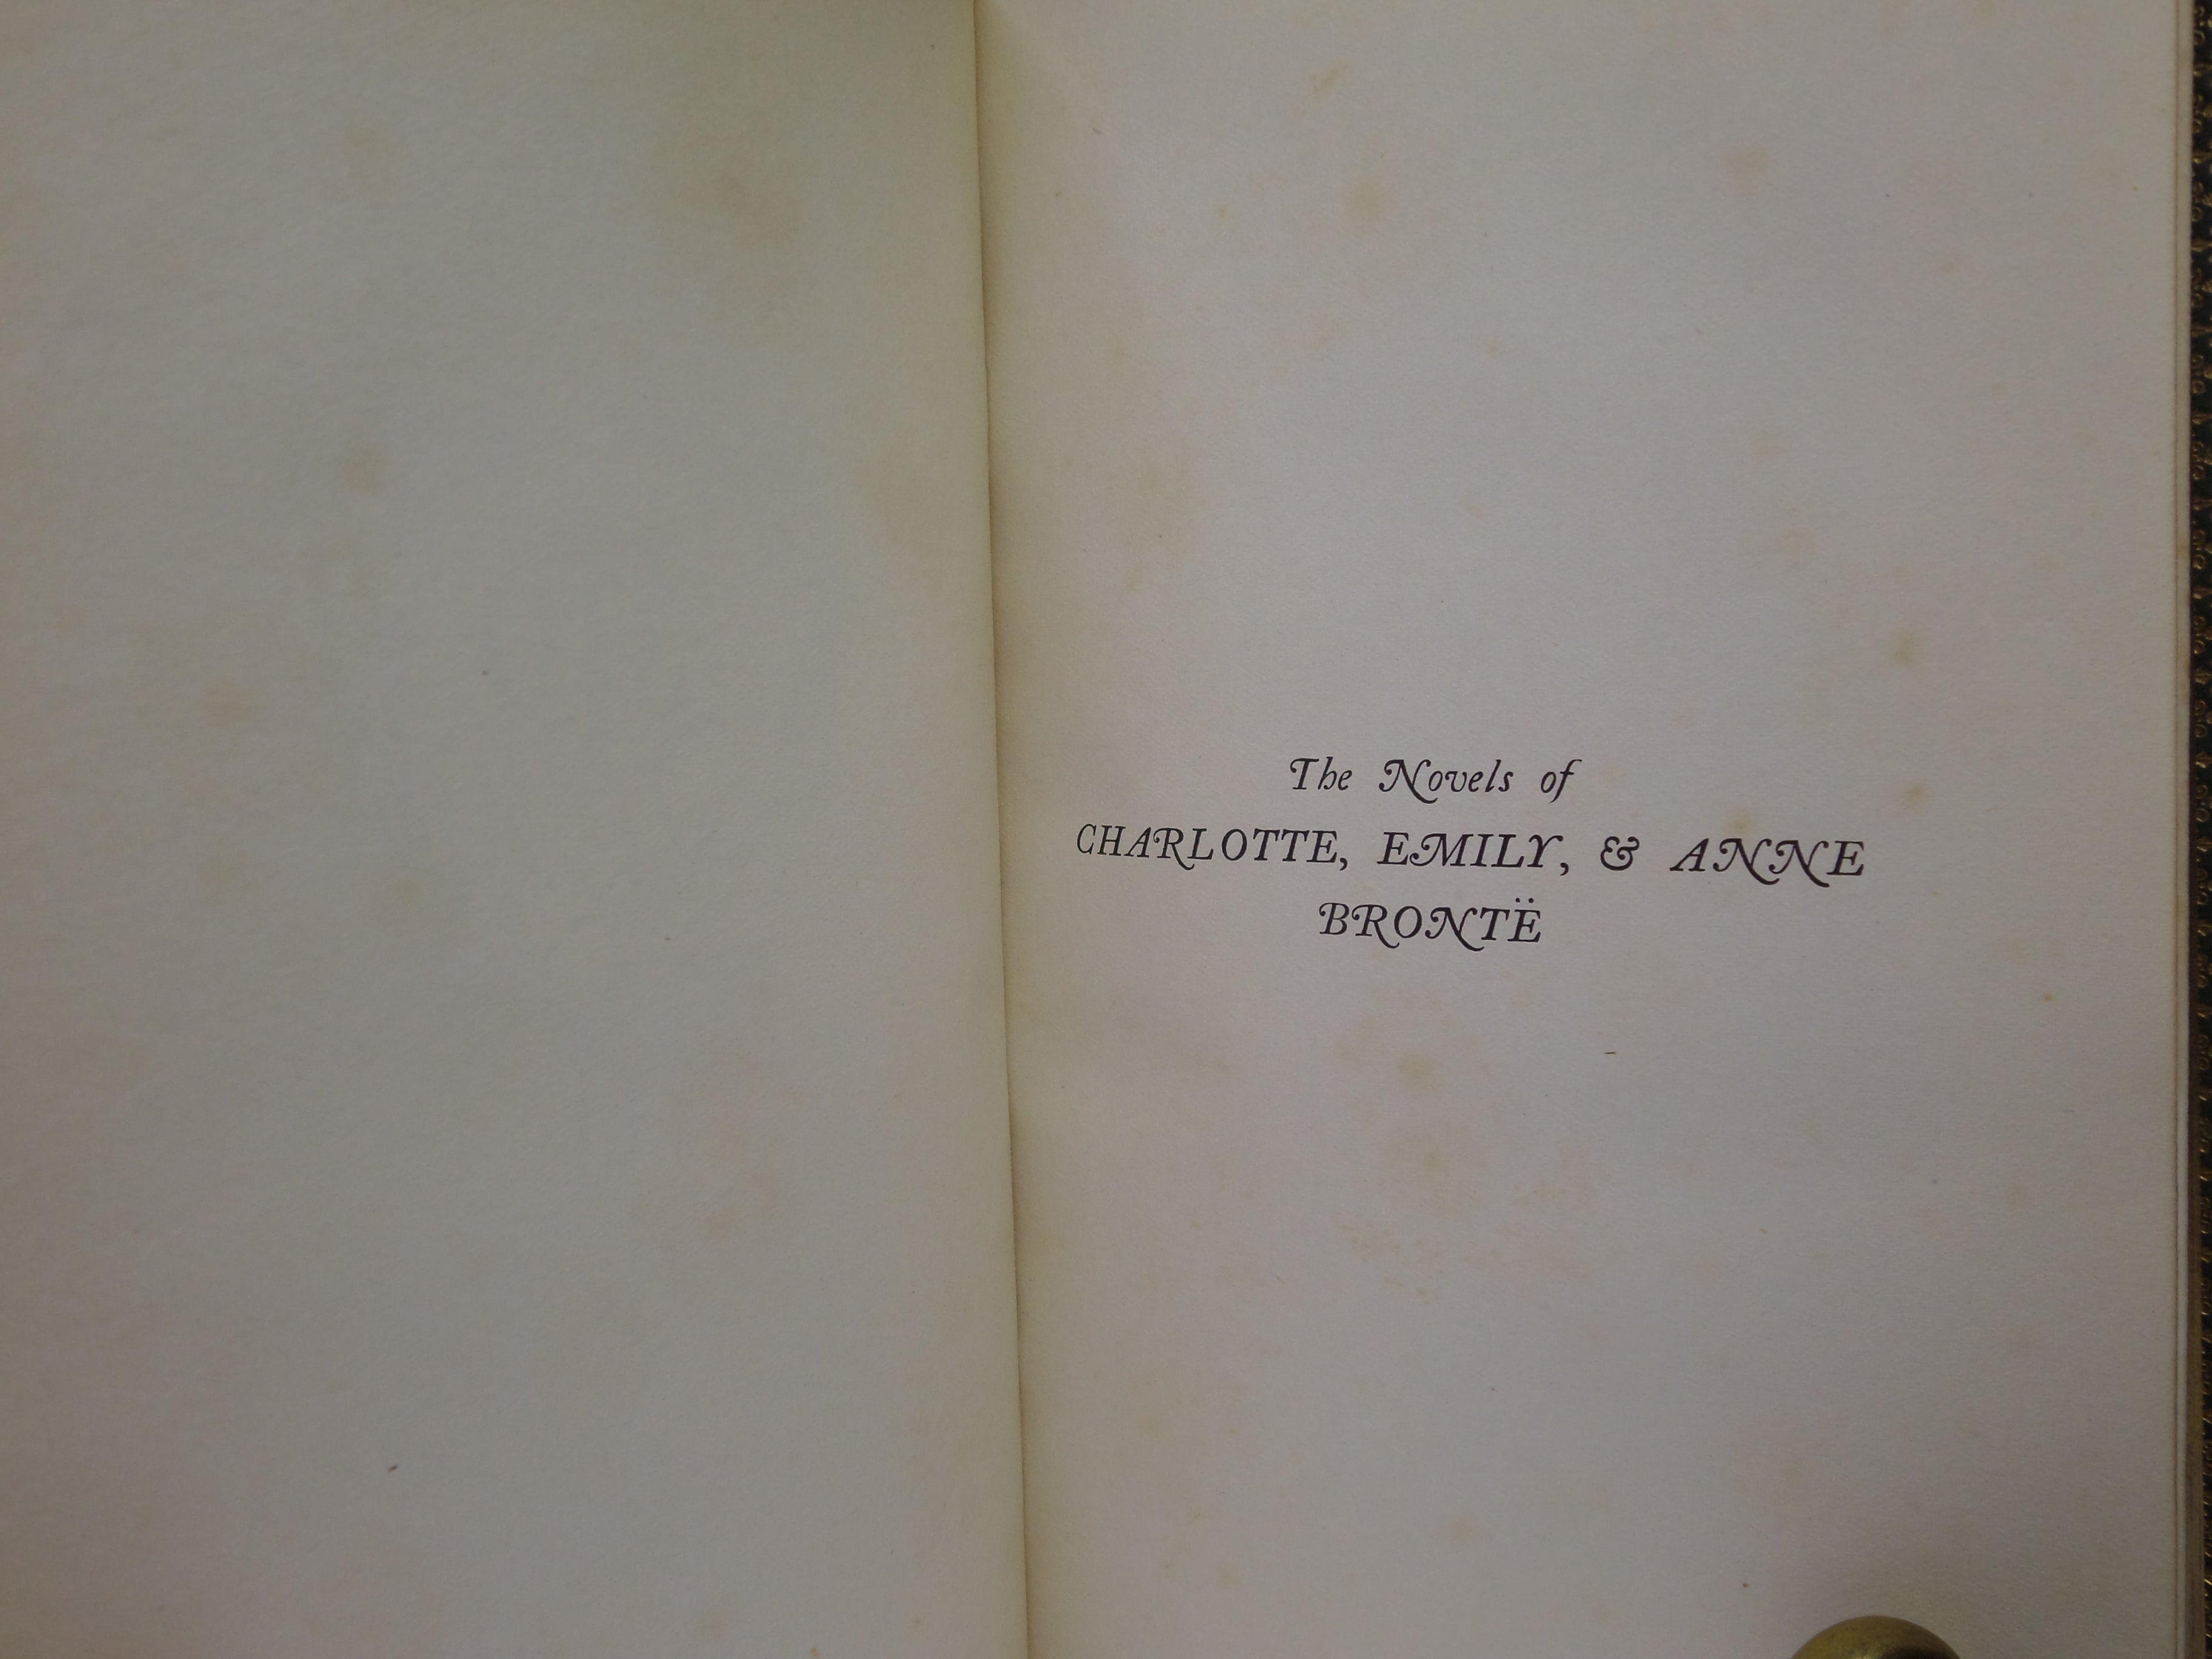 The Novels of
CHARLOTTE, EMILY, & ANNE
BRONTË